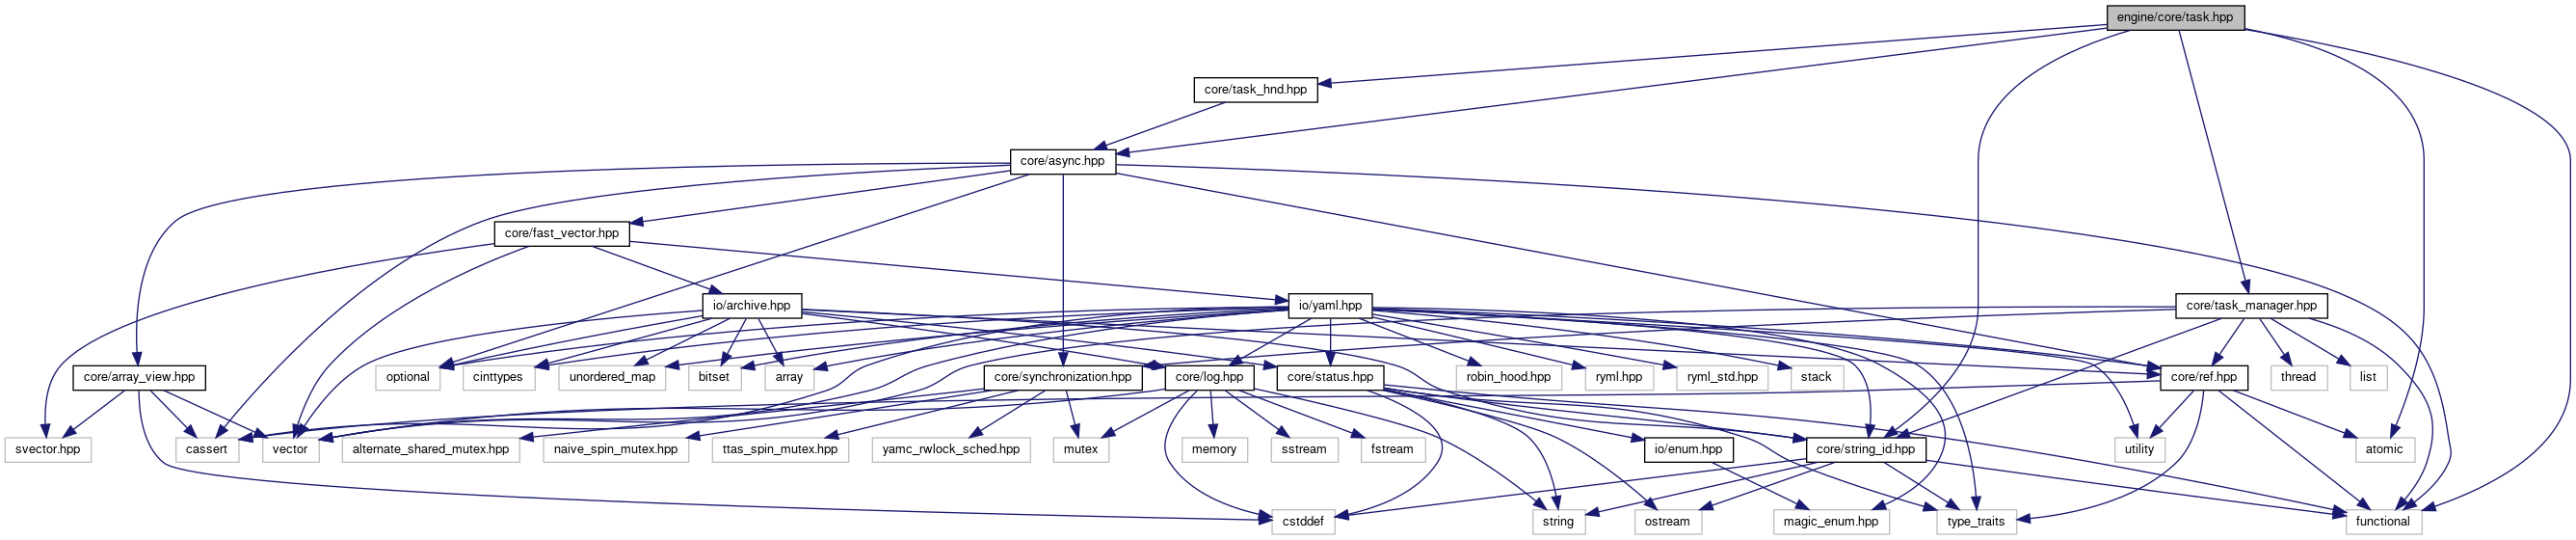 engine/core/task.hpp
core/task_hnd.hpp
core/async.hpp
core/fast_vector.hpp
io/archive.hpp
io/yaml.hpp
core/task_manager.hpp
core/array_view.hpp
optional
cinttypes
unordered_map
bitset
array
core/synchronization.hpp
core/log.hpp
core/status.hpp
robin_hood.hpp
ryml.hpp
ryml_std.hpp
stack
core/ref.hpp
thread
list
svector.hpp
cassert
vector
alternate_shared_mutex.hpp
naive_spin_mutex.hpp
ttas_spin_mutex.hpp
yamc_rwlock_sched.hpp
mutex
memory
sstream
fstream
io/enum.hpp
core/string_id.hpp
utility
atomic
cstddef
string
ostream
magic_enum.hpp
type_traits
functional